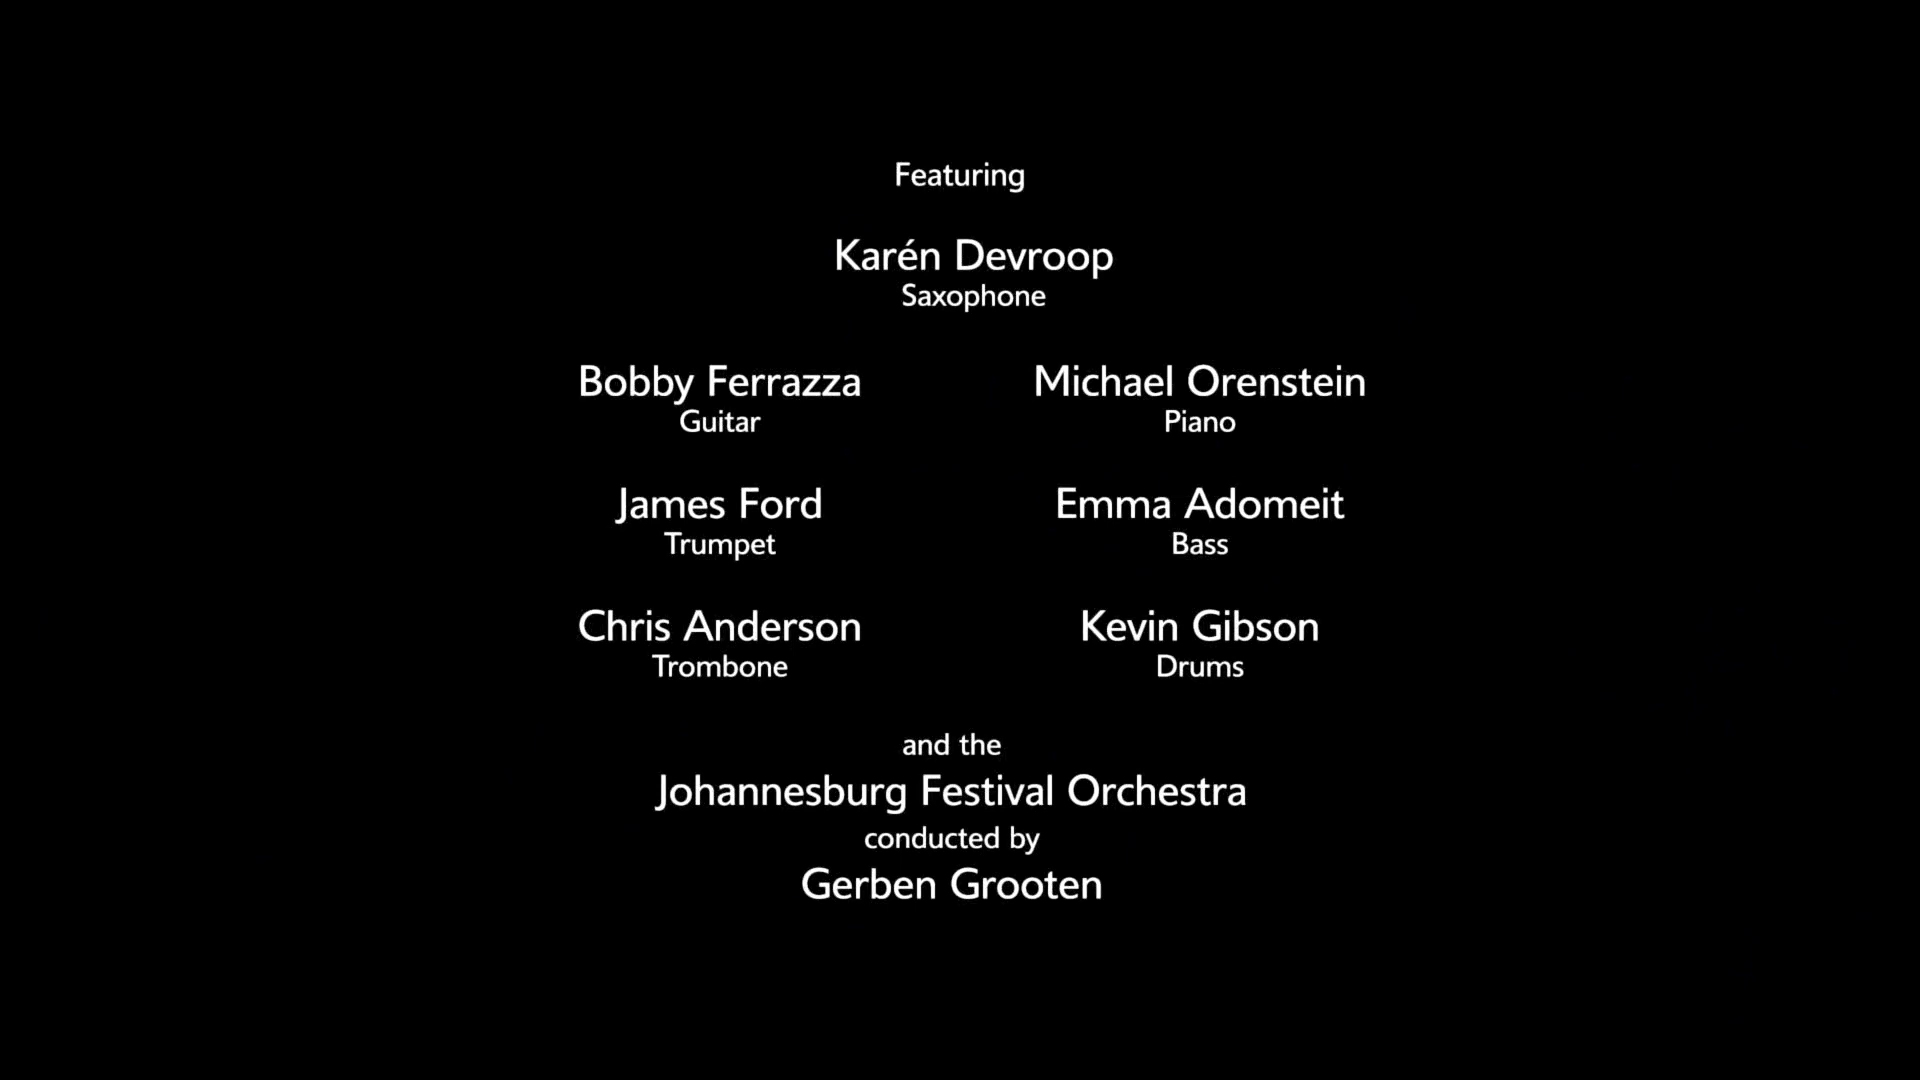 Featuring
Karén Devroop
Saxophone
Bobby Ferrazza
Guitar
Michael Orenstein
Piano
James Ford
Trumpet
Emma Adomeit
Bass
Chris Anderson
Trombone
Kevin Gibson
Drums
and the
Johannesburg Festival Orchestra
conducted by
Gerben Grooten